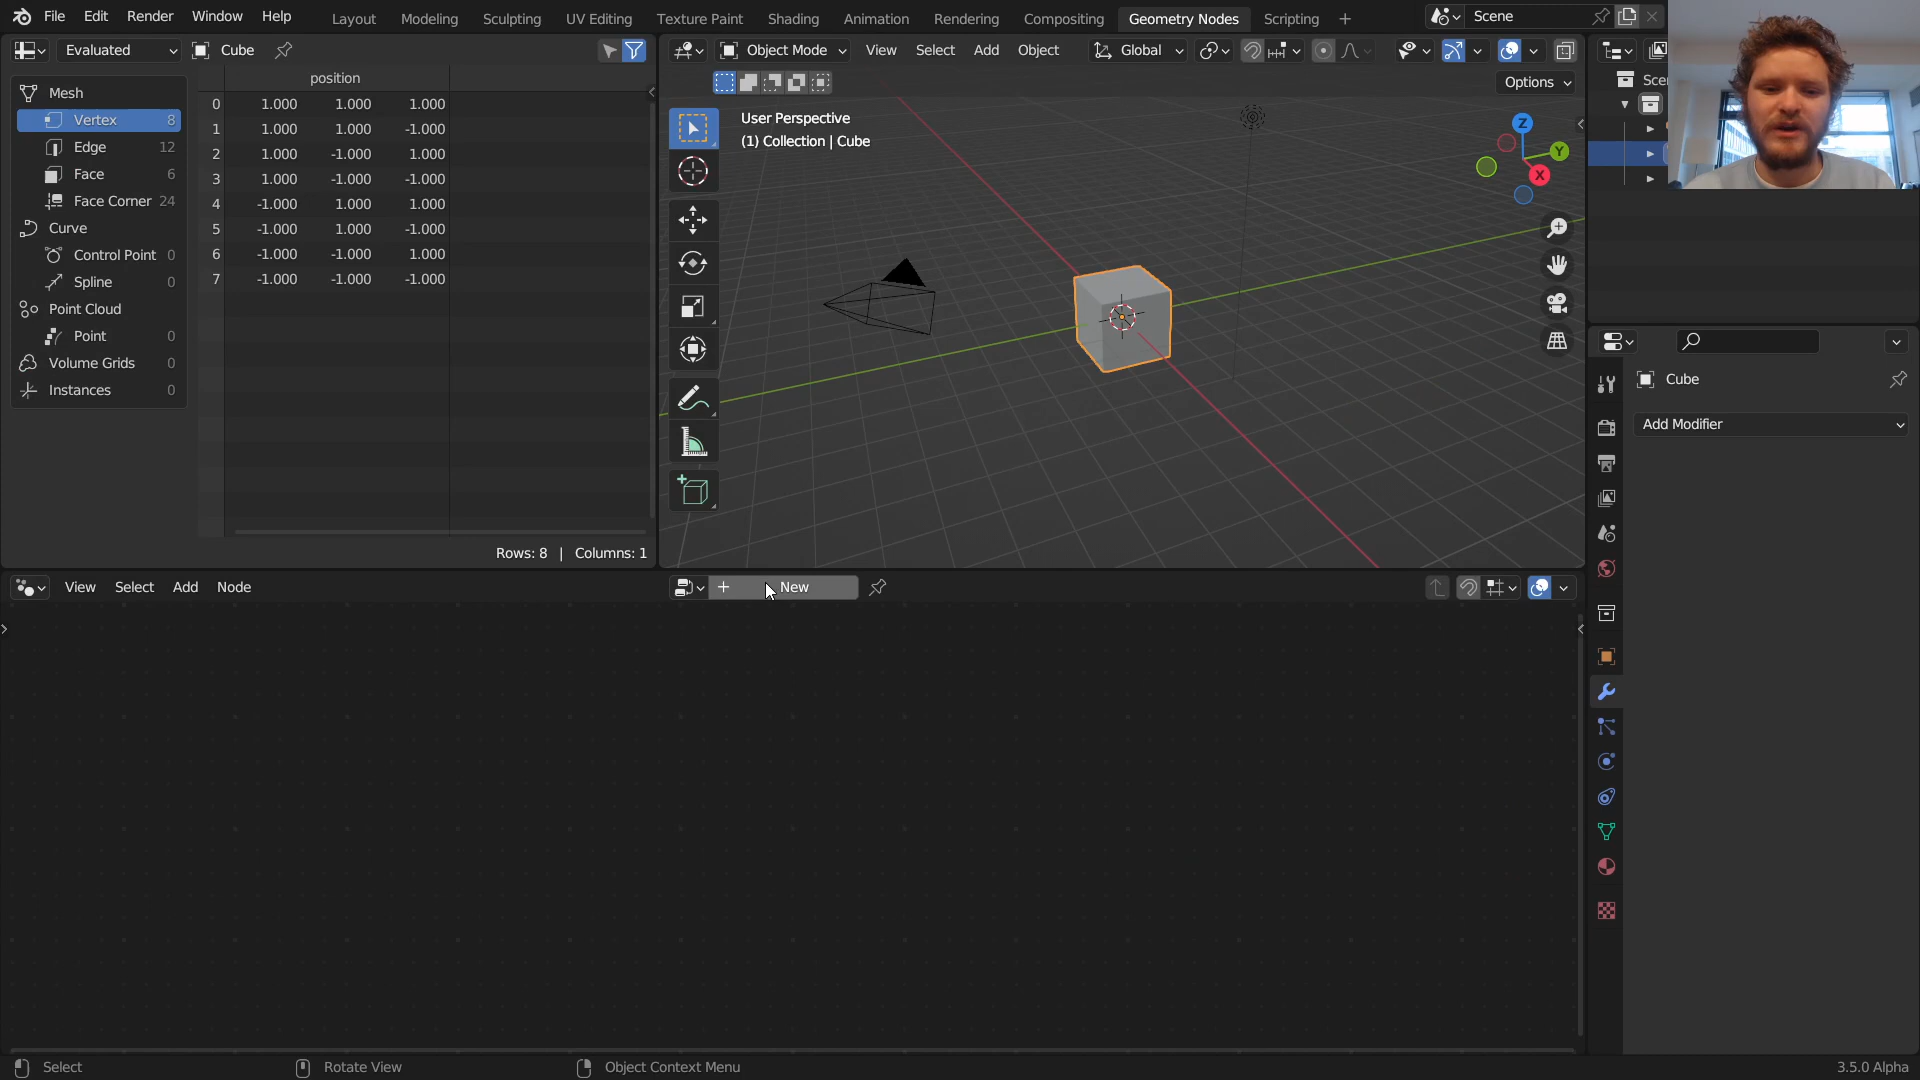 File Edit Render Window Help
Layout Modeling Sculpting UV Editing Texture Paint Shading Animation Rendering Compositing Geometry Nodes Scripting +
Scene
Evaluated
Cube
Object Mode View Select Add Object
Global
Options
position
Mesh
Vertex 8
Edge 12
Face 6
Face Corner 24
Curve
Control Point 0
Spline 0
Point Cloud
Point 0
Volume Grids 0
Instances 0
0 1.000 1.000 1.000
1 1.000 1.000 -1.000
2 1.000 -1.000 1.000
3 1.000 -1.000 -1.000
4 -1.000 1.000 1.000
5 -1.000 1.000 -1.000
6 -1.000 -1.000 1.000
7 -1.000 -1.000 -1.000
Rows: 8 | Columns: 1
User Perspective
(1) Collection | Cube
Z
Y
X
Scen
Cube
Add Modifier
View Select Add Node
+ New
Select
Rotate View
Object Context Menu
3.5.0 Alpha